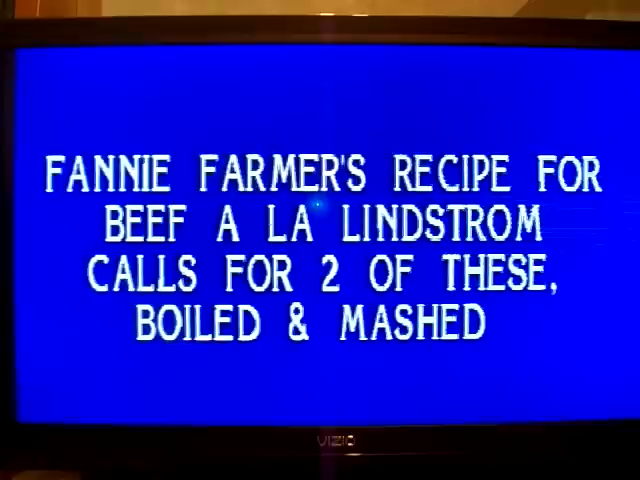 FANNIE FARMER'S RECIPE FOR
BEEF A LA LINDSTROM
CALLS FOR 2 OF THESE,
BOILED & MASHED
VIZIO